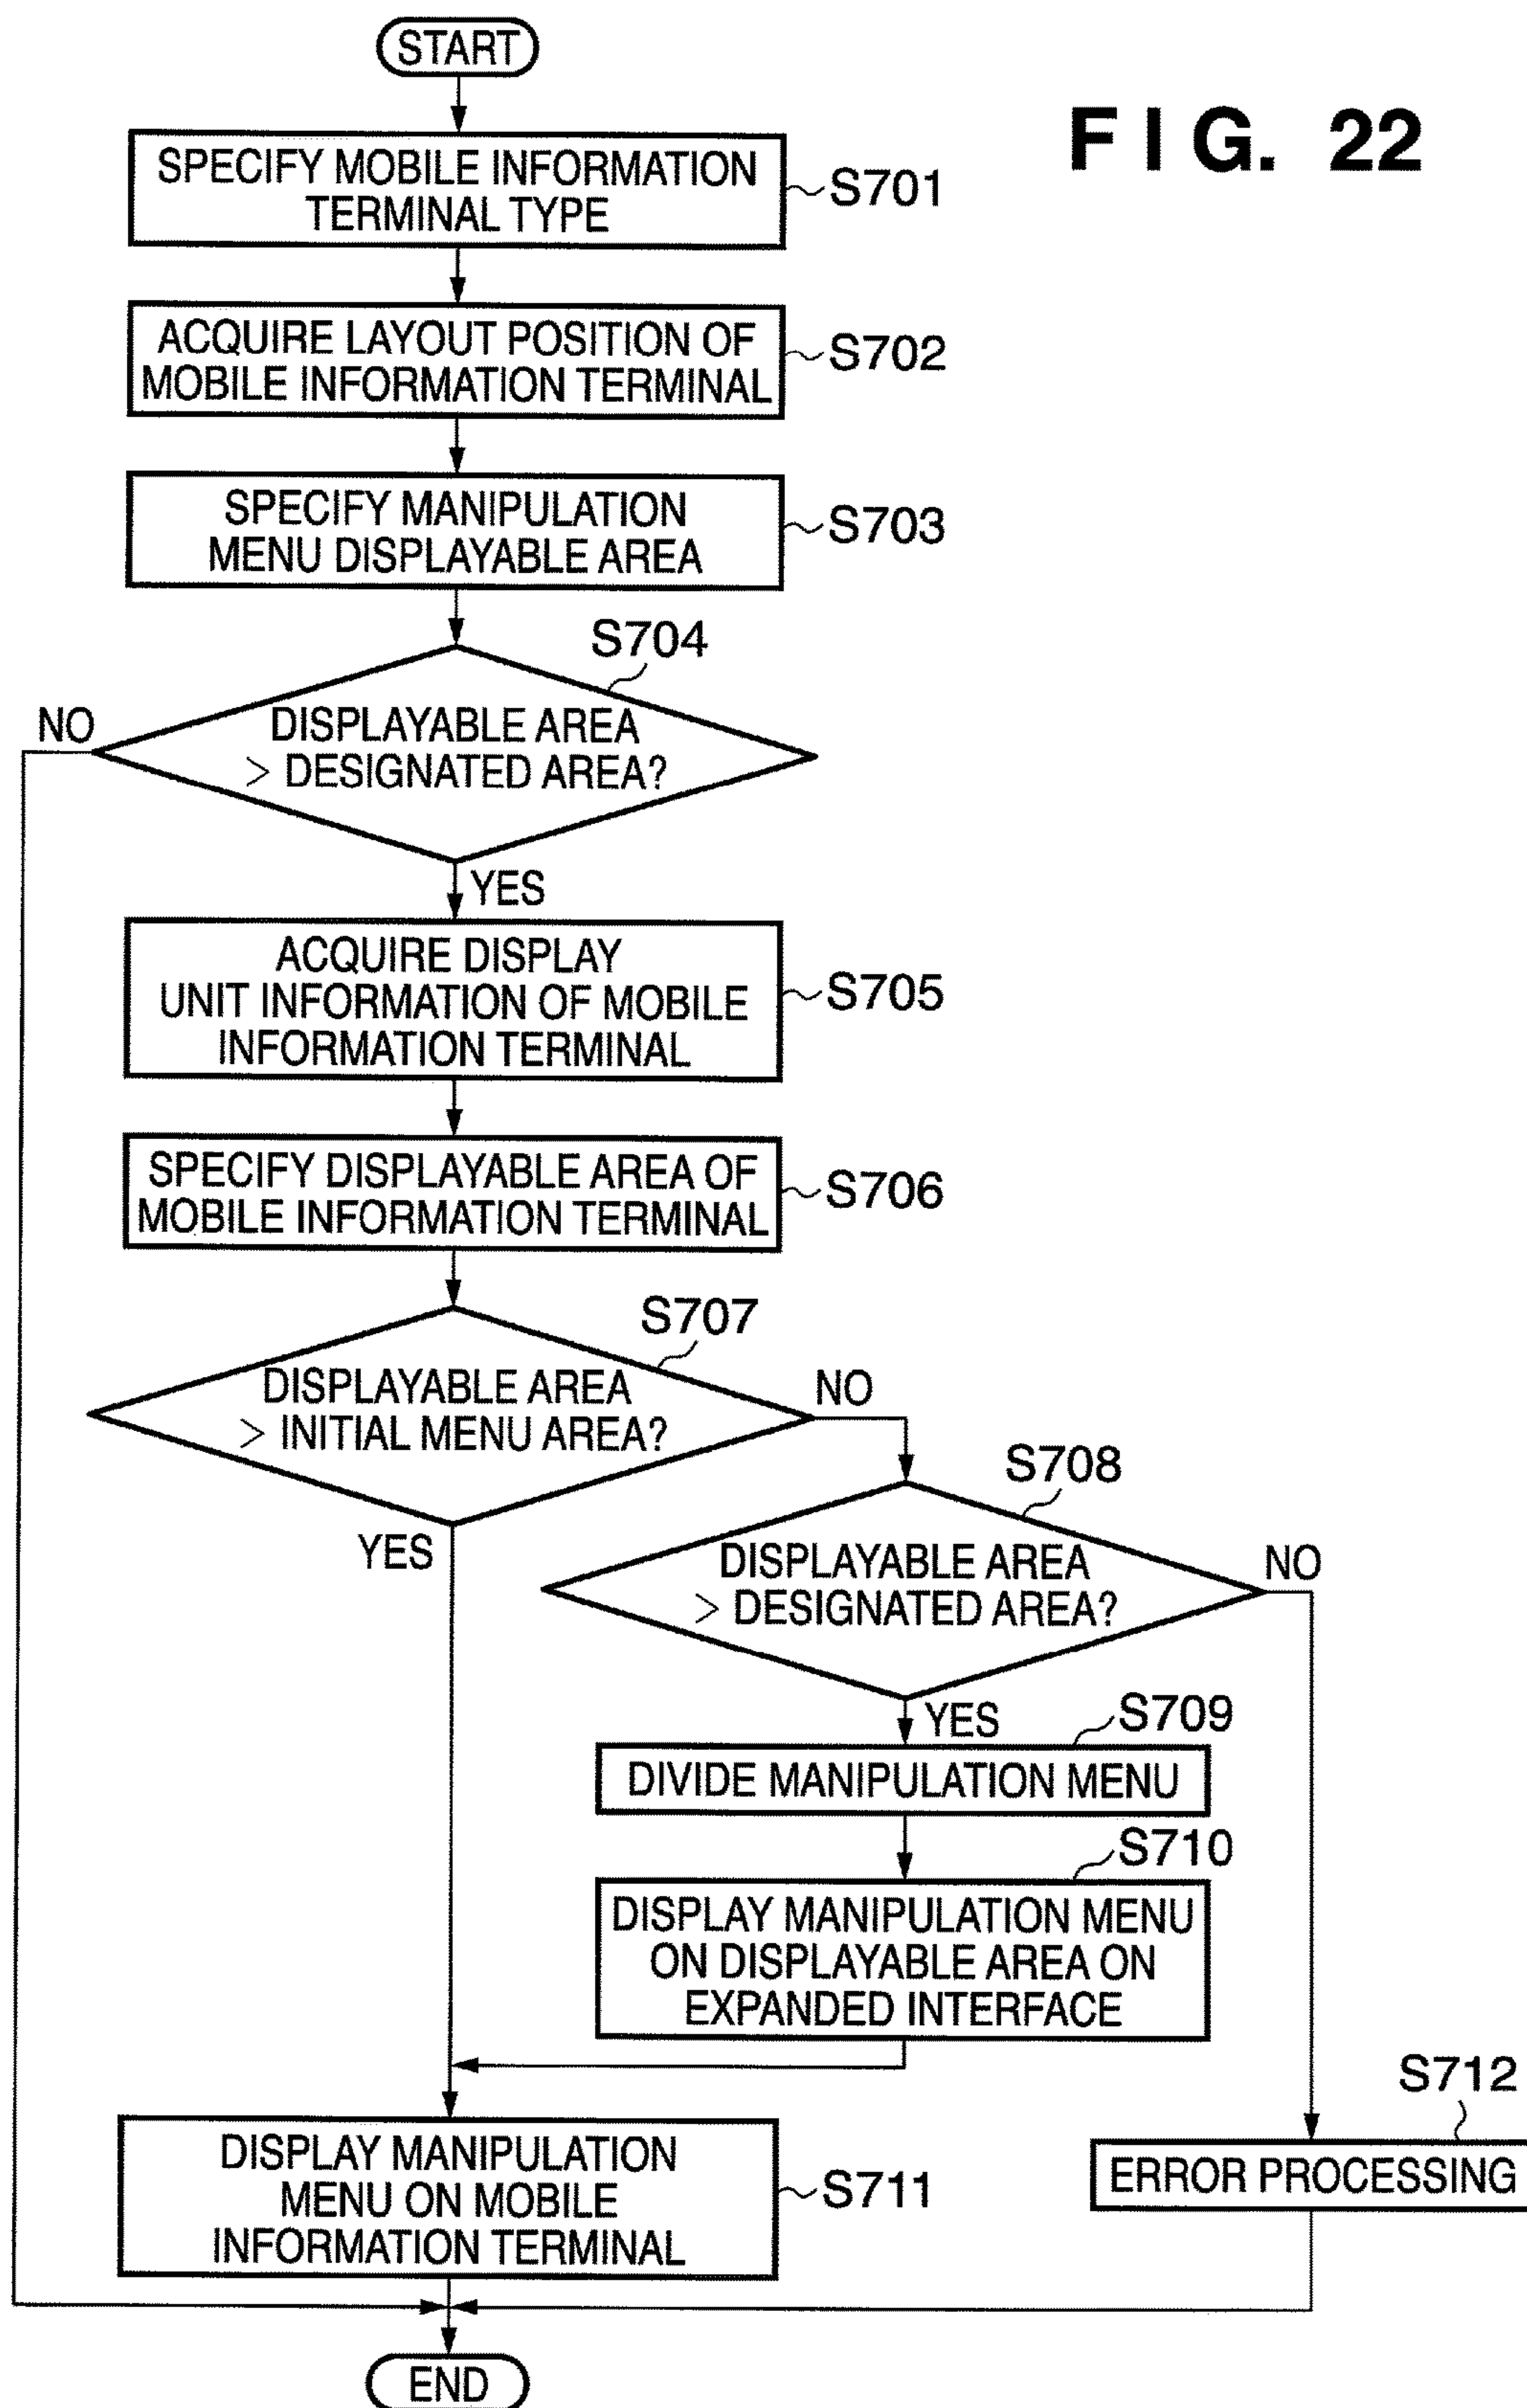 START
FIG. 22
SPECIFY MOBILE INFORMATION
TERMINAL TYPE
S701
ACQUIRE LAYOUT POSITION OF
MOBILE INFORMATION TERMINAL
S702
SPECIFY MANIPULATION
MENU DISPLAYABLE AREA
S703
S704
NO
DISPLAYABLE AREA
> DESIGNATED AREA?
YES
ACQUIRE DISPLAY
UNIT INFORMATION OF MOBILE
INFORMATION TERMINAL
S705
SPECIFY DISPLAYABLE AREA OF
MOBILE INFORMATION TERMINAL
S706
S707
DISPLAYABLE AREA
> INITIAL MENU AREA?
NO
YES
S708
DISPLAYABLE AREA
> DESIGNATED AREA?
NO
YES
S709
DIVIDE MANIPULATION MENU
S710
DISPLAY MANIPULATION MENU
ON DISPLAYABLE AREA ON
EXPANDED INTERFACE
S712
ERROR PROCESSING
DISPLAY MANIPULATION
MENU ON MOBILE
INFORMATION TERMINAL
S711
END